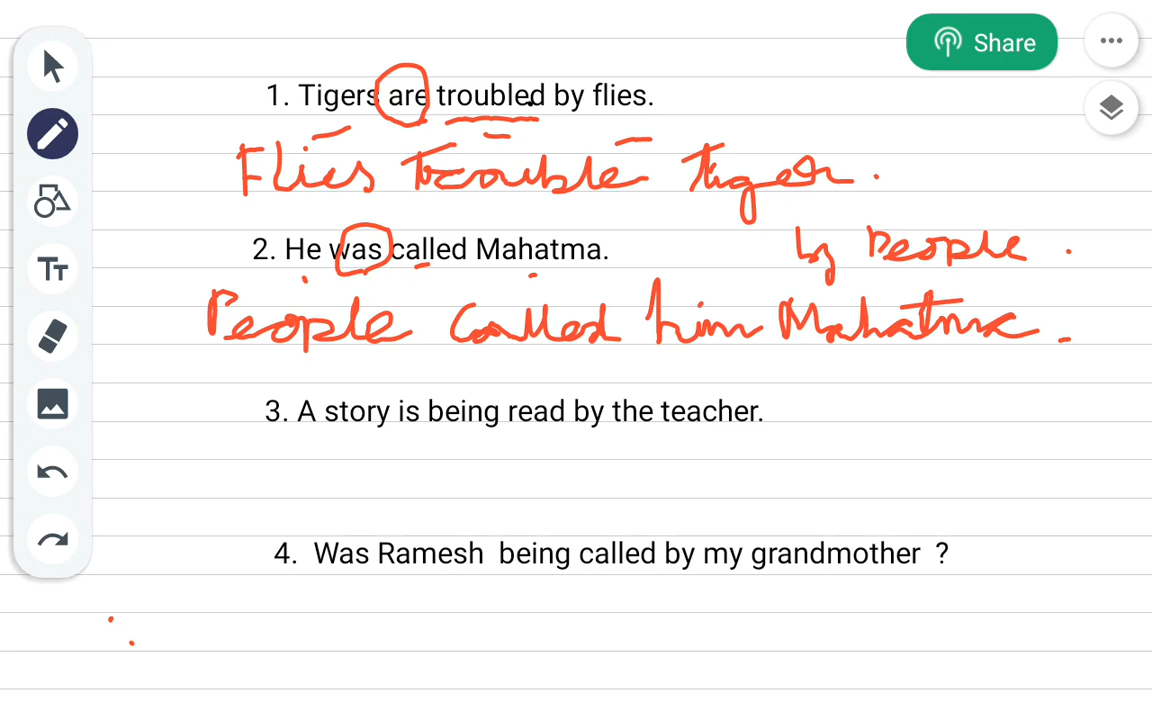 Share
1. Tigers are troubled by flies.
Flies trouble tiger.
2. He was called Mahatma.
by People.
People called him Mahatma.
3. A story is being read by the teacher.
4. Was Ramesh being called by my grandmother ?